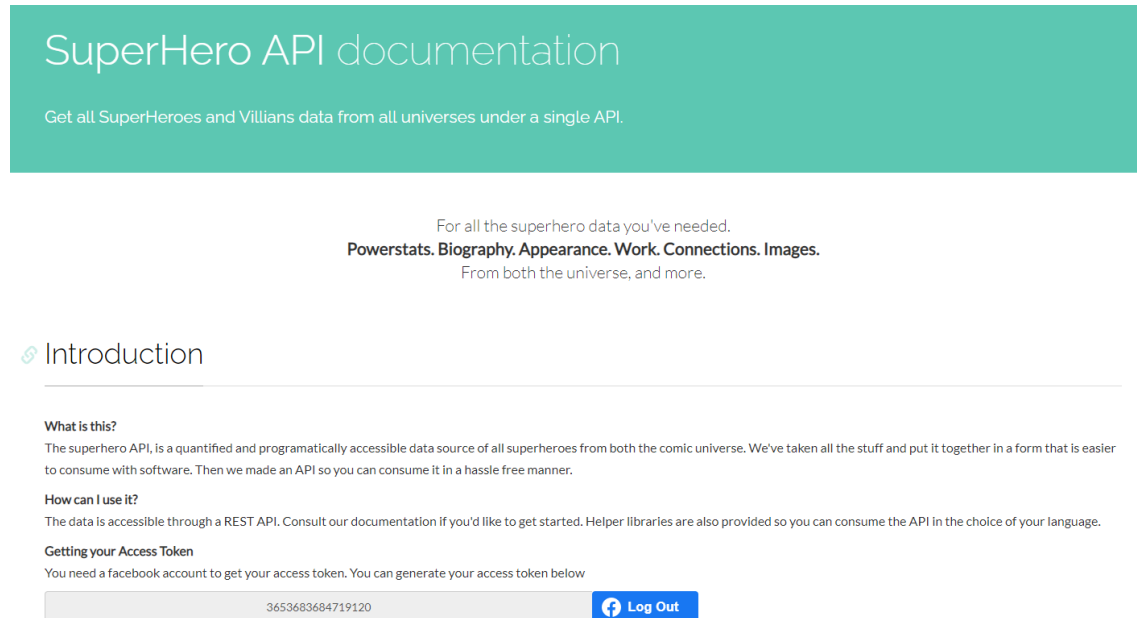 SuperHero API documentation
Get all SuperHeroes and Villians data from all universes under a single API.
For all the superhero data you've needed.
Powerstats. Biography. Appearance. Work. Connections. Images.
From both the universe, and more.
Introduction
What is this?
The superhero API, is a quantified and programatically accessible data source of all superheroes from both the comic universe. We've taken all the stuff and put it together in a form that is easier
to consume with software. Then we made an API so you can consume it in a hassle free manner.
How can I use it?
The data is accessible through a REST API. Consult our documentation if you'd like to get started. Helper libraries are also provided so you can consume the API in the choice of your language.
Getting your Access Token
You need a facebook account to get your access token. You can generate your access token below
3653683684719120
Log Out